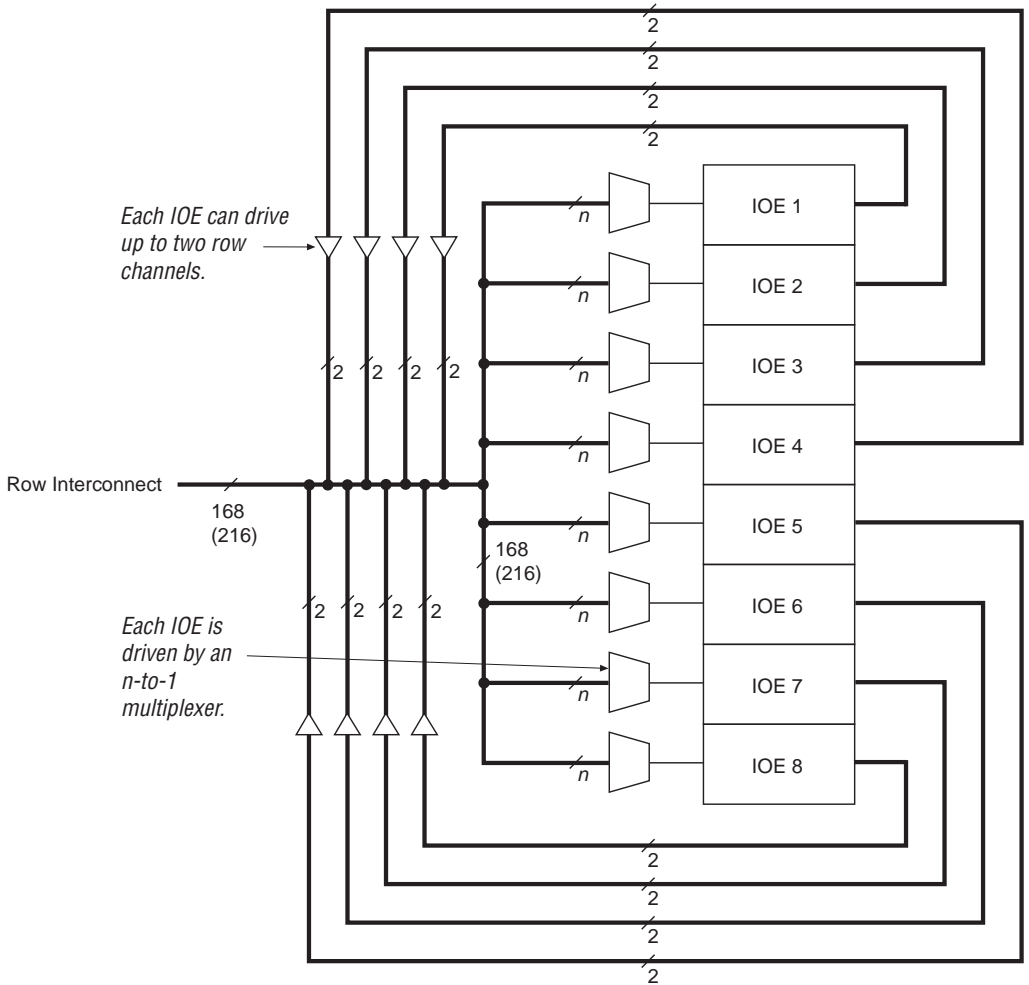 2
2
2
2
Each IOE can drive
up to two row
channels.
n
IOE 1
n
IOE 2
2
2
2
2
n
IOE 3
n
IOE 4
Row Interconnect
168
(216)
n
IOE 5
168
(216)
2
2
2
2
n
IOE 6
Each IOE is
driven by an
n-to-1
multiplexer.
n
IOE 7
n
IOE 8
2
2
2
2